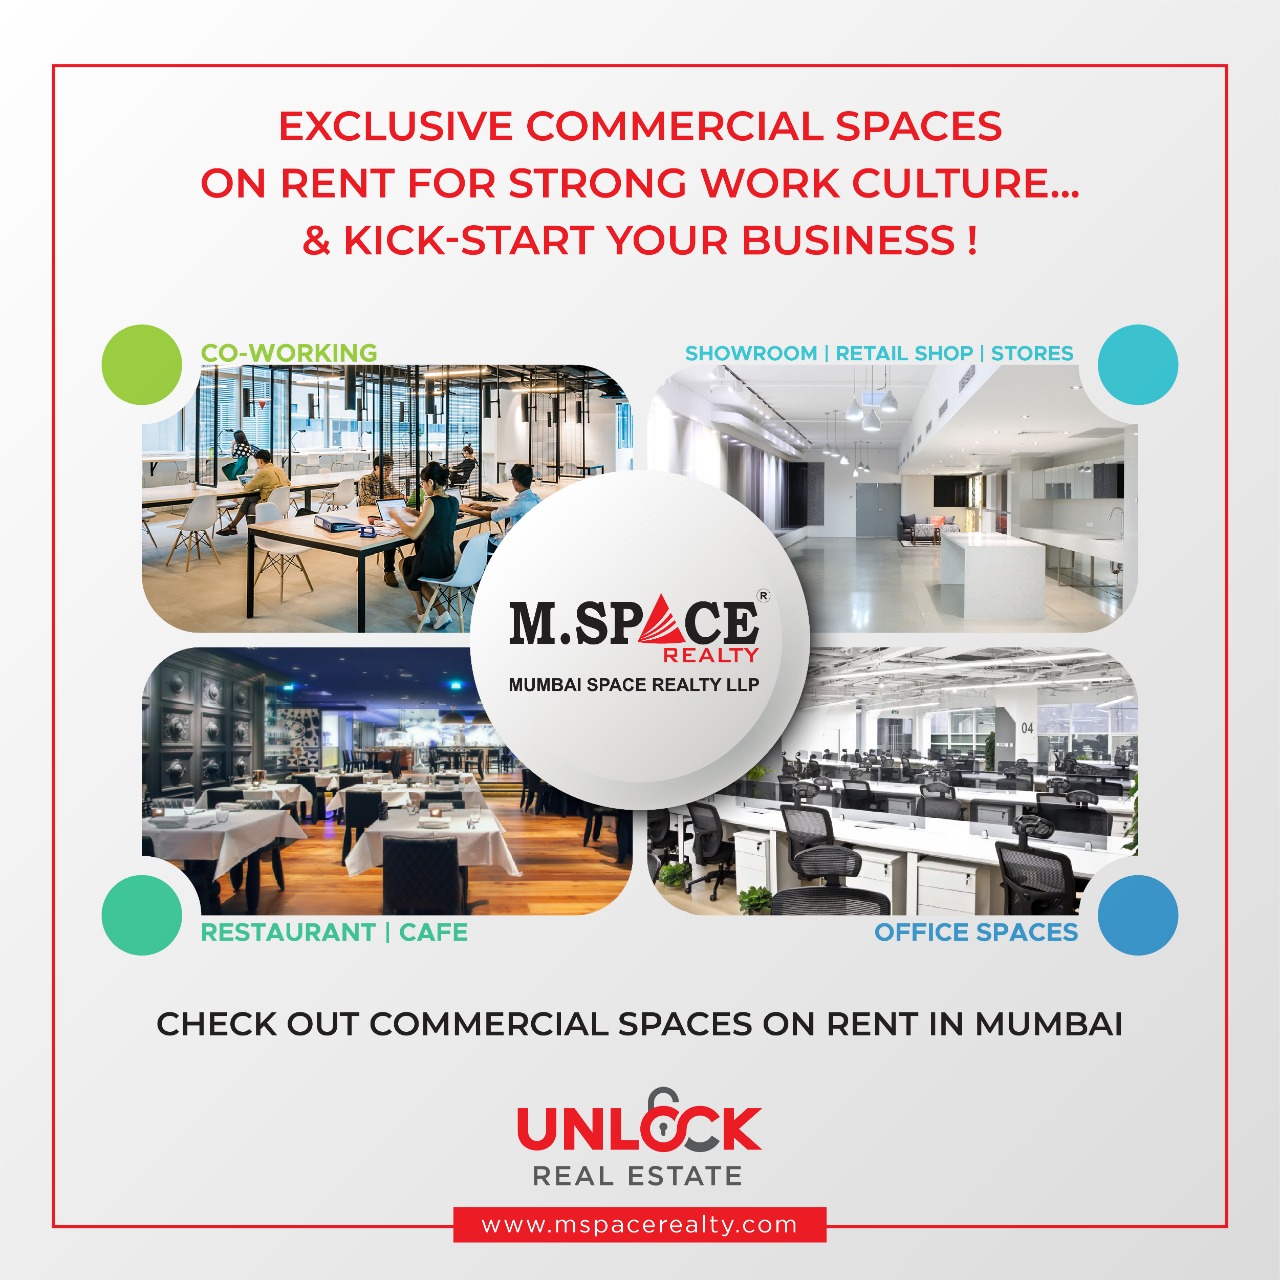 EXCLUSIVE COMMERCIAL SPACES
ON RENT FOR STRONG WORK CULTURE...
& KICK-START YOUR BUSINESS !
CO-WORKING
SHOWROOM | RETAIL SHOP | STORES
M.SPACE®
REALTY
MUMBAI SPACE REALTY LLP
04
RESTAURANT | CAFE
OFFICE SPACES
CHECK OUT COMMERCIAL SPACES ON RENT IN MUMBAI
UNLOCK
REAL ESTATE
www.mspacerealty.com